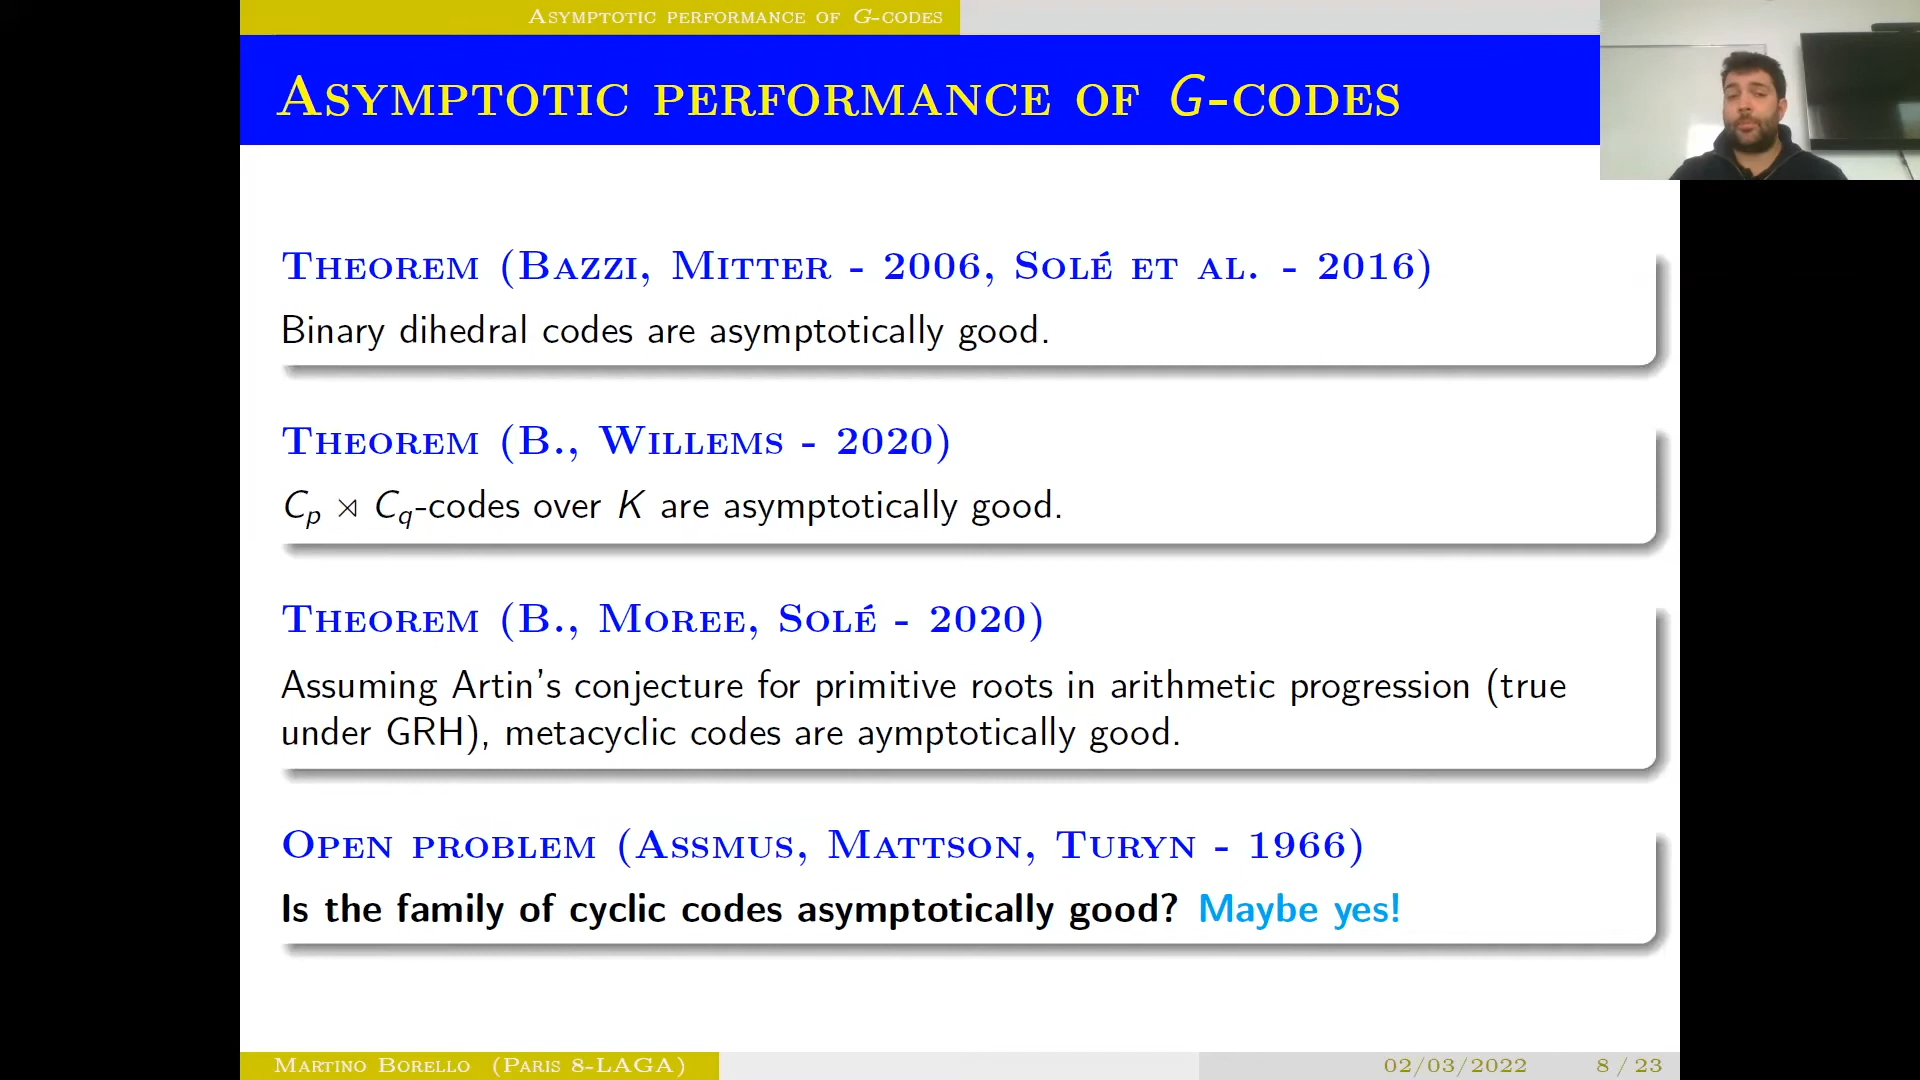 Asymptotic performance of G-codes
Asymptotic performance of G-codes
Theorem (Bazzi, Mitter - 2006, Solé et al. - 2016)
Binary dihedral codes are asymptotically good.
Theorem (B., Willems - 2020)
Cp ⋊ Cq-codes over K are asymptotically good.
Theorem (B., Moree, Solé - 2020)
Assuming Artin's conjecture for primitive roots in arithmetic progression (true
under GRH), metacyclic codes are aymptotically good.
Open problem (Assmus, Mattson, Turyn - 1966)
Is the family of cyclic codes asymptotically good? Maybe yes!
Martino Borello (Paris 8-LAGA) 02/03/2022 8 / 23